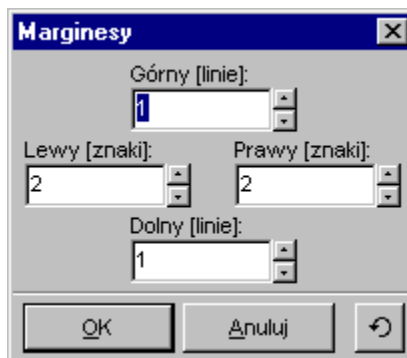 Marginesy
Górny [linie]:
1
Lewy [znaki]: Prawy [znaki]:
2 2
Dolny [linie]:
1
OK Anuluj